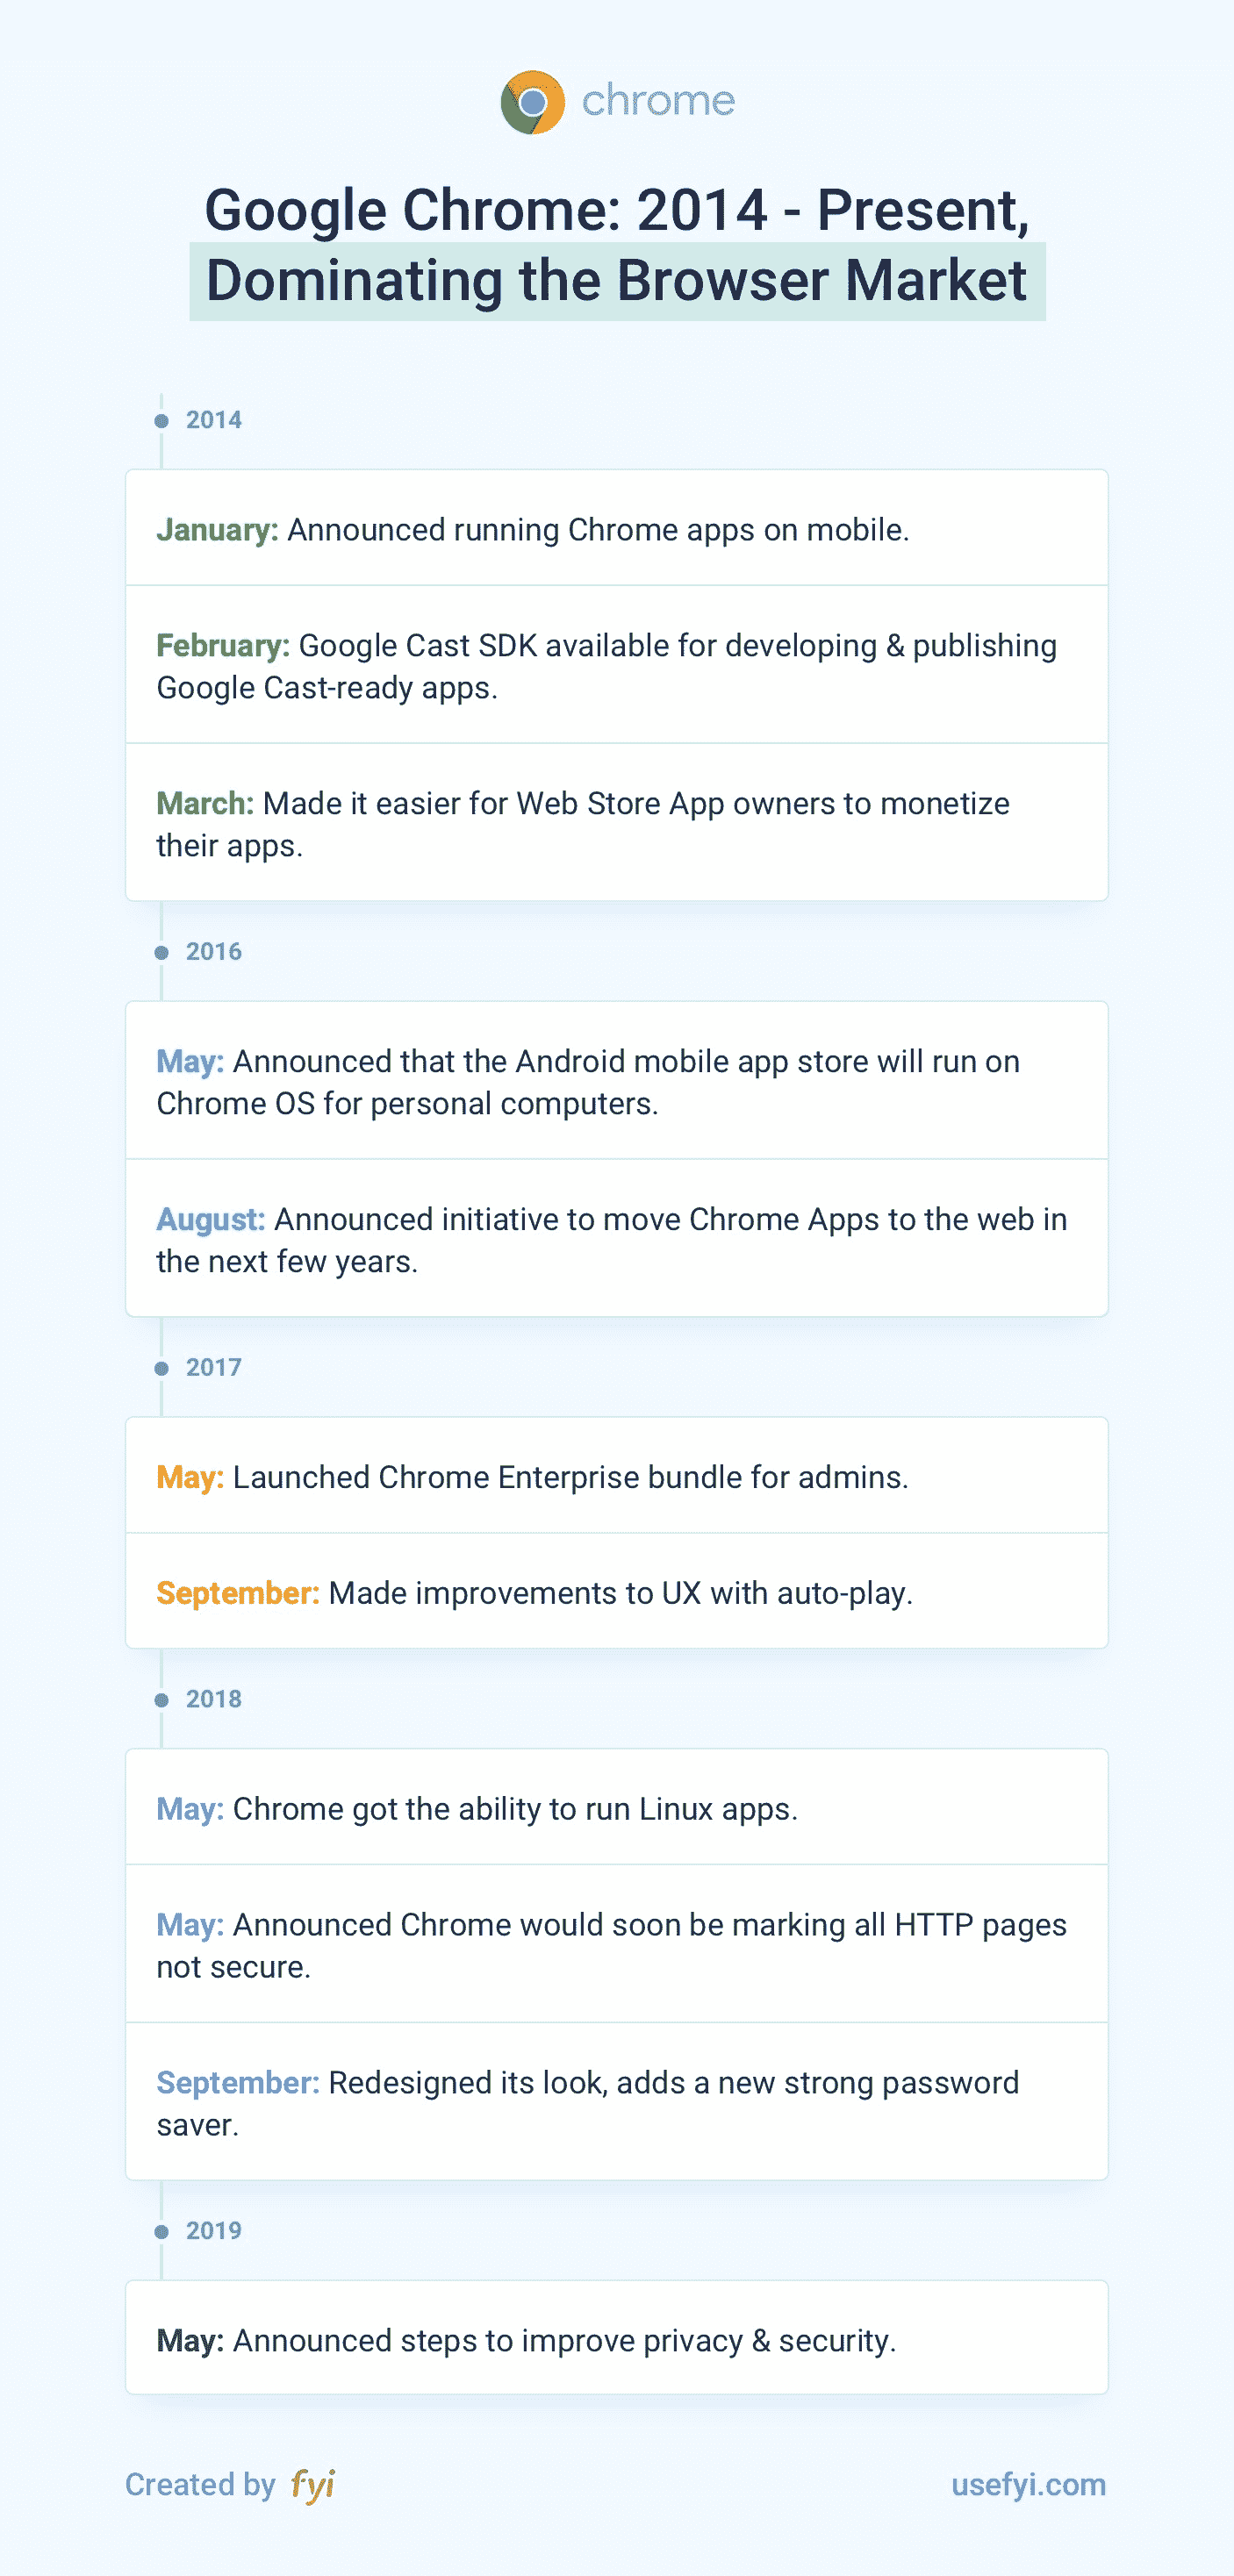 chrome
Google Chrome: 2014 - Present,
Dominating the Browser Market
2014
January: Announced running Chrome apps on mobile.
February: Google Cast SDK available for developing & publishing
Google Cast-ready apps.
March: Made it easier for Web Store App owners to monetize
their apps.
2016
May: Announced that the Android mobile app store will run on
Chrome OS for personal computers.
August: Announced initiative to move Chrome Apps to the web in
the next few years.
2017
May: Launched Chrome Enterprise bundle for admins.
September: Made improvements to UX with auto-play.
2018
May: Chrome got the ability to run Linux apps.
May: Announced Chrome would soon be marking all HTTP pages
not secure.
September: Redesigned its look, adds a new strong password
saver.
2019
May: Announced steps to improve privacy & security.
Created by fyi
usefyi.com